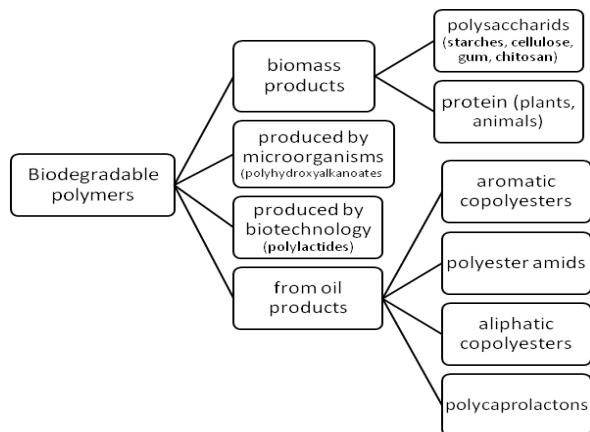 Biodegradable
polymers
biomass
products
produced by
microorganisms
(polyhydroxyalkanoates
produced by
biotechnology
(polylactides)
from oil
products
polysaccharids
(starches, cellulose,
gum, chitosan)
protein (plants,
animals)
aromatic
copolyesters
polyester amids
aliphatic
copolyesters
polycaprolactons